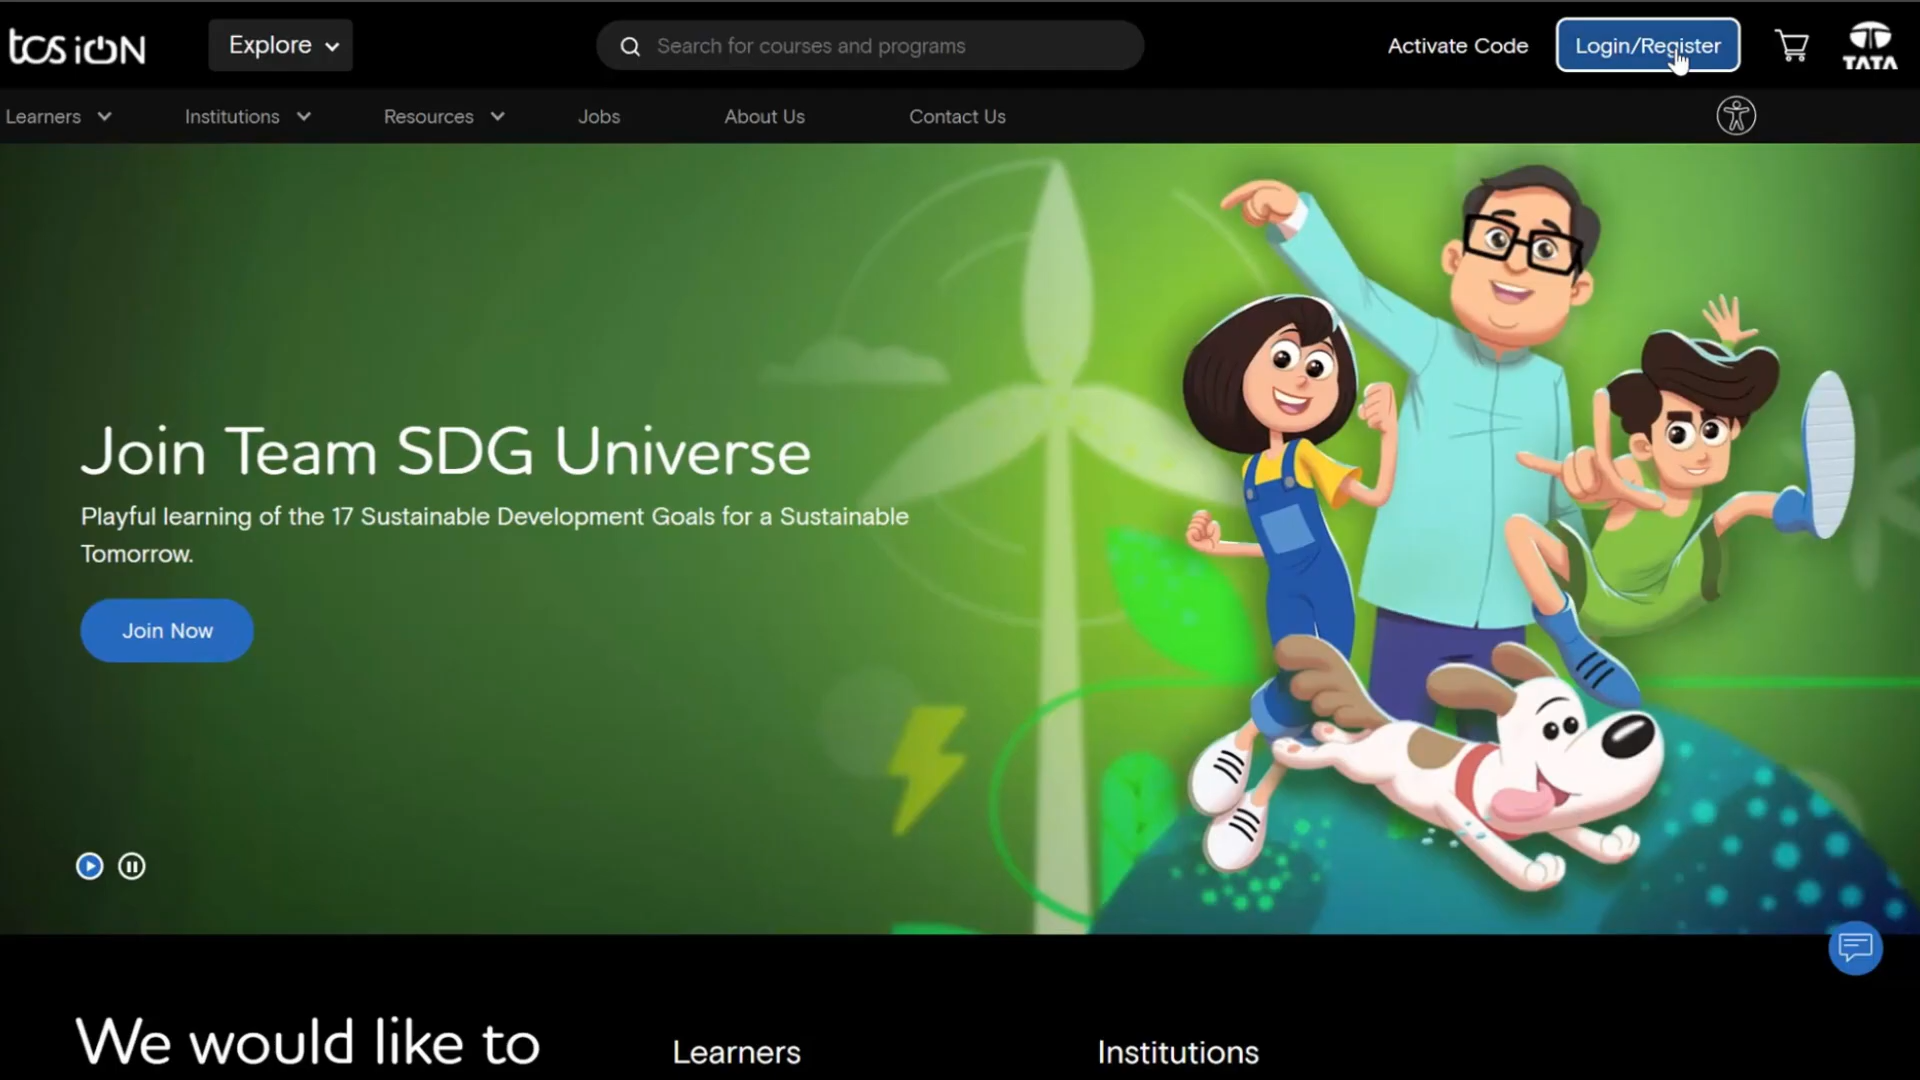 tcs iON
Explore
Search for courses and programs
Activate Code
Login/Register
TATA
Learners
Institutions
Resources
Jobs
About Us
Contact Us
Join Team SDG Universe
Playful learning of the 17 Sustainable Development Goals for a Sustainable
Tomorrow.
Join Now
We would like to
Learners
Institutions